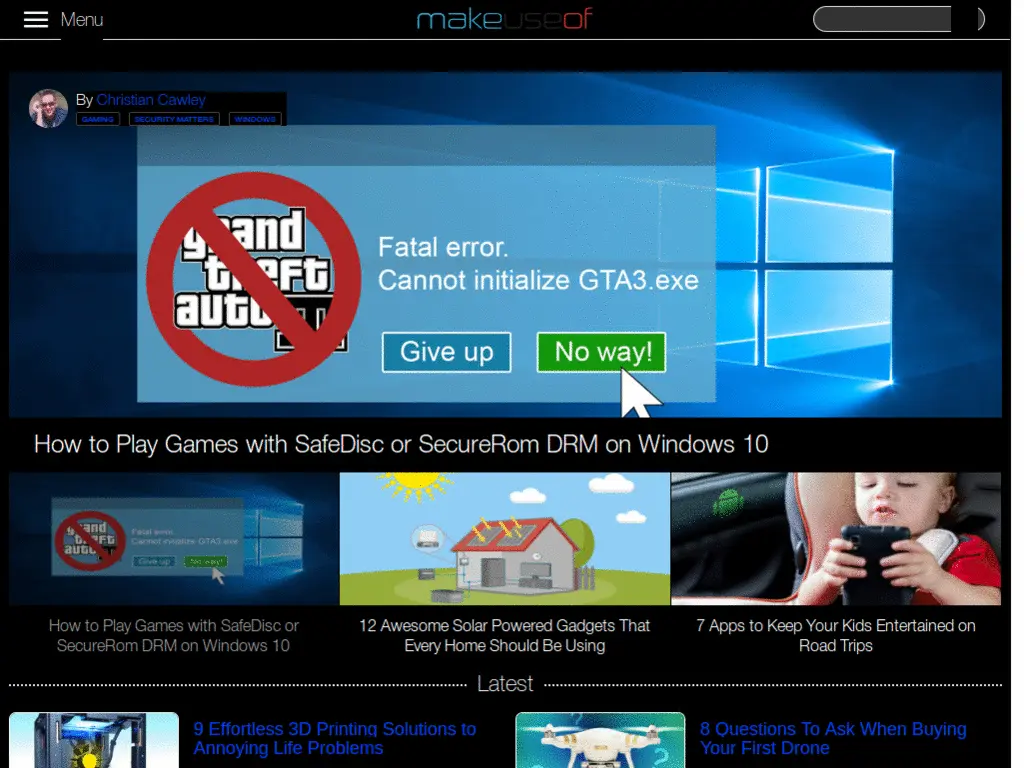 Menu
makeuseof
By Christian Cawley
GAMING SECURITY MATTERS WINDOWS
grand
theft
auto
Fatal error.
Cannot initialize GTA3.exe
Give up No way!
How to Play Games with SafeDisc or SecureRom DRM on Windows 10
grand
theft
auto
Fatal error.
Cannot initialize GTA3.exe
Give up No way!
How to Play Games with SafeDisc or
SecureRom DRM on Windows 10
12 Awesome Solar Powered Gadgets That
Every Home Should Be Using
7 Apps to Keep Your Kids Entertained on
Road Trips
Latest
9 Effortless 3D Printing Solutions to
Annoying Life Problems
8 Questions To Ask When Buying
Your First Drone